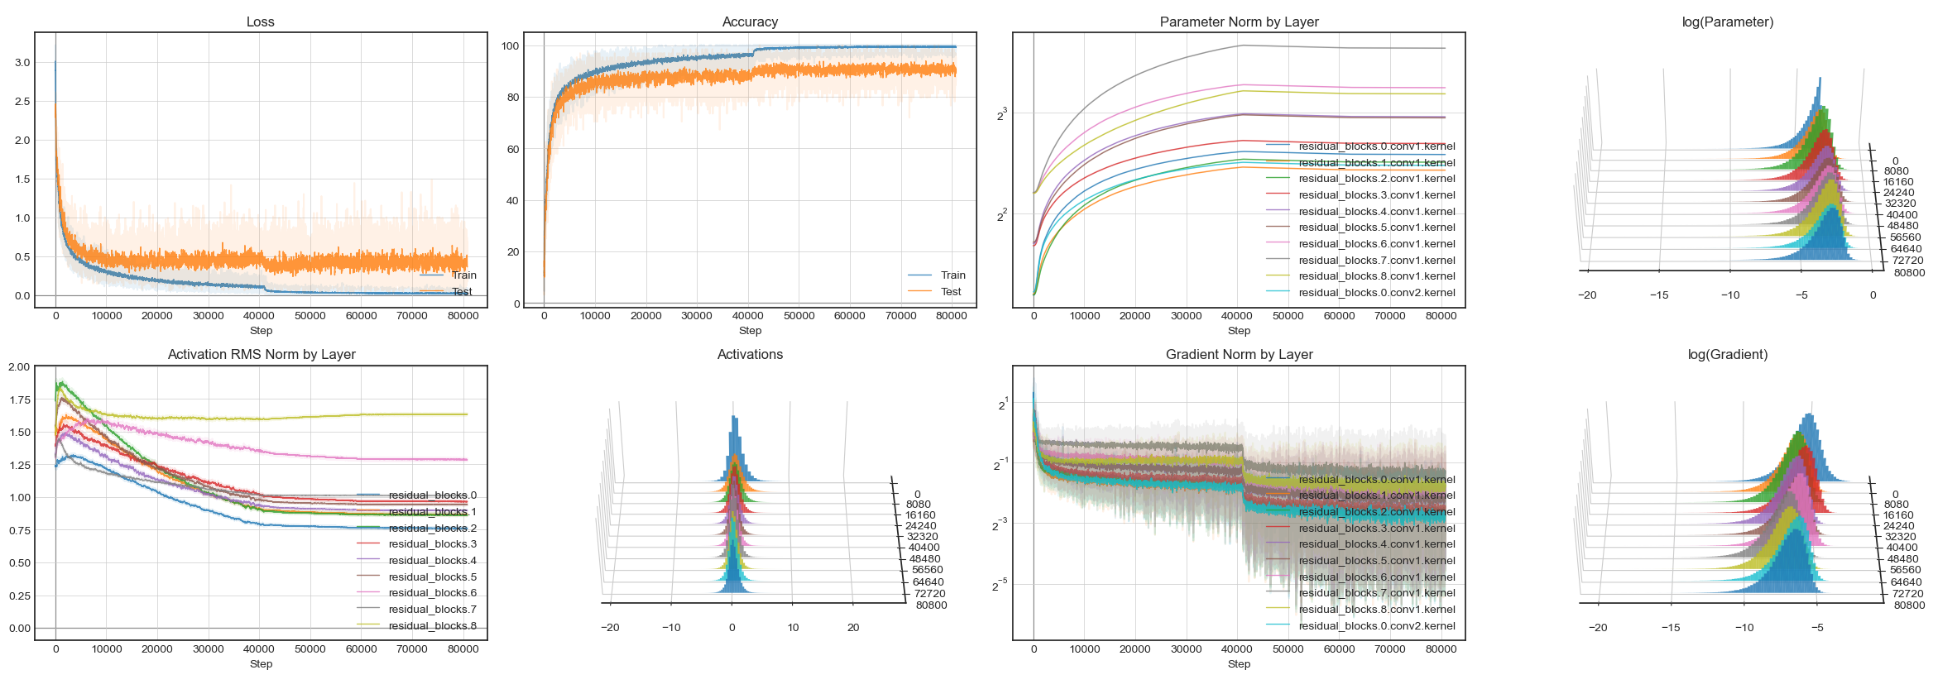 Loss
3.0
2.5
2.0
1.5
1.0
0.5
0.0
Train
Test
0 10000 20000 30000 40000 50000 60000 70000 80000
Step
Accuracy
100
80
60
40
20
0
Train
Test
0 10000 20000 30000 40000 50000 60000 70000 80000
Step
Parameter Norm by Layer
2^3
2^2
residual_blocks.0.conv1.kernel
residual_blocks.1.conv1.kernel
residual_blocks.2.conv1.kernel
residual_blocks.3.conv1.kernel
residual_blocks.4.conv1.kernel
residual_blocks.5.conv1.kernel
residual_blocks.6.conv1.kernel
residual_blocks.7.conv1.kernel
residual_blocks.8.conv1.kernel
residual_blocks.0.conv2.kernel
0 10000 20000 30000 40000 50000 60000 70000 80000
Step
log(Parameter)
0
8080
16160
24240
32320
40400
48480
56560
64640
72720
80800
−20 −15 −10 −5 0
Activation RMS Norm by Layer
2.00
1.75
1.50
1.25
1.00
0.75
0.50
0.25
0.00
residual_blocks.0
residual_blocks.1
residual_blocks.2
residual_blocks.3
residual_blocks.4
residual_blocks.5
residual_blocks.6
residual_blocks.7
residual_blocks.8
0 10000 20000 30000 40000 50000 60000 70000 80000
Step
Activations
0
8080
16160
24240
32320
40400
48480
56560
64640
72720
80800
−20 −10 0 10 20
Gradient Norm by Layer
2^1
2^−1
2^−3
2^−5
residual_blocks.0.conv1.kernel
residual_blocks.1.conv1.kernel
residual_blocks.2.conv1.kernel
residual_blocks.3.conv1.kernel
residual_blocks.4.conv1.kernel
residual_blocks.5.conv1.kernel
residual_blocks.6.conv1.kernel
residual_blocks.7.conv1.kernel
residual_blocks.8.conv1.kernel
residual_blocks.0.conv2.kernel
0 10000 20000 30000 40000 50000 60000 70000 80000
Step
log(Gradient)
0
8080
16160
24240
32320
40400
48480
56560
64640
72720
80800
−20 −15 −10 −5